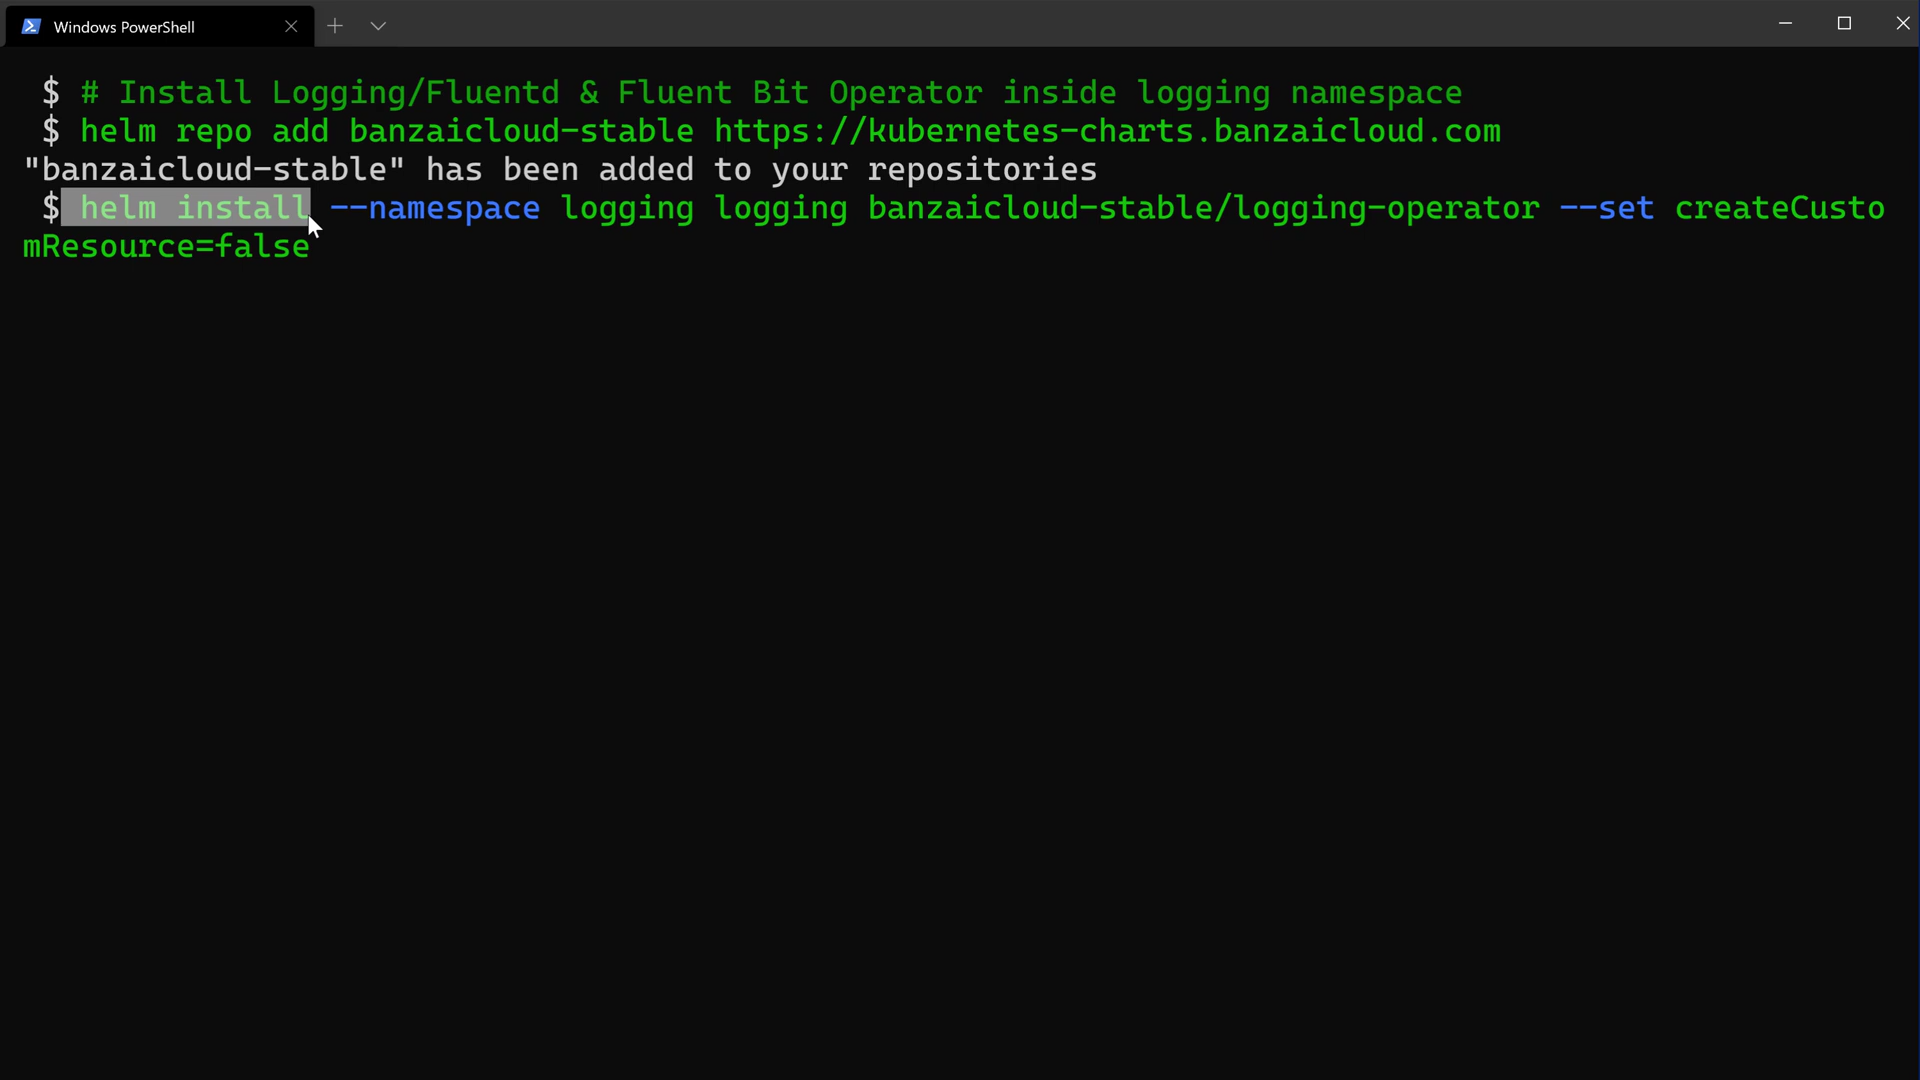 Windows PowerShell
$ # Install Logging/Fluentd & Fluent Bit Operator inside logging namespace
$ helm repo add banzaicloud-stable https://kubernetes-charts.banzaicloud.com
"banzaicloud-stable" has been added to your repositories
$ helm install --namespace logging logging banzaicloud-stable/logging-operator --set createCusto
mResource=false